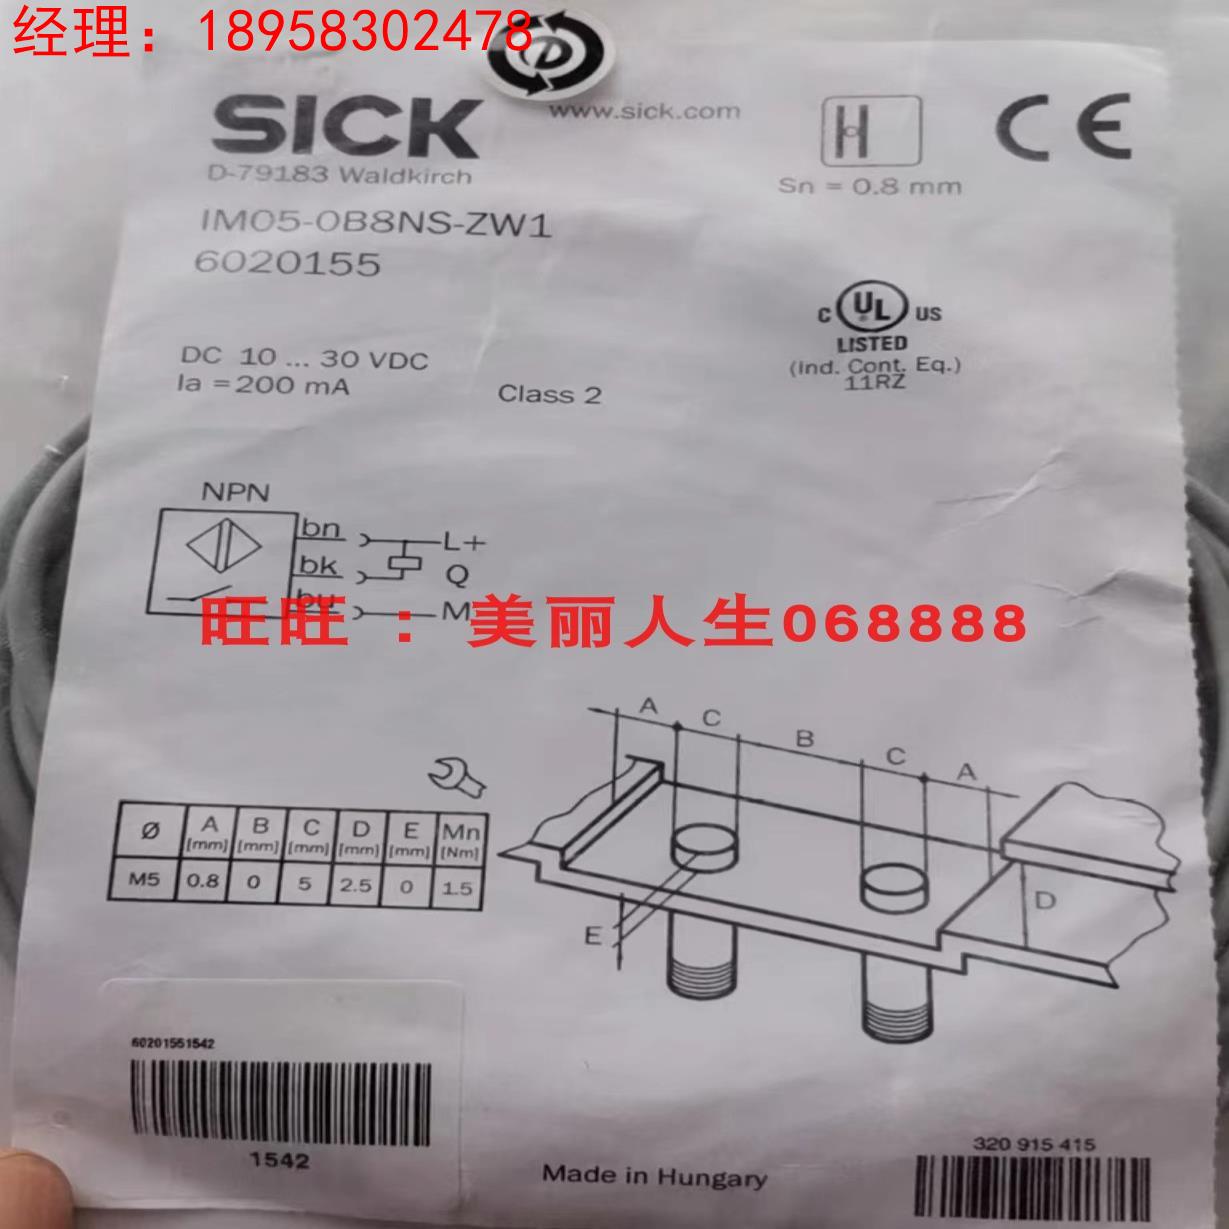 经理：18958302478
SICK
www.sick.com
D-79183 Waldkirch
Sn = 0.8 mm
IM05-0B8NS-ZW1
6020155
C UL US
LISTED
(Ind. Cont. Eq.)
11RZ
DC 10 ... 30 VDC
Ia = 200 mA
Class 2
NPN
bn
L+
bk
Q
bu
M
旺旺：美丽人生068888
A C B C A
D
E
Ø A [mm] B [mm] C [mm] D [mm] E [mm] Mn [Nm]
M5 0.8 0 5 2.5 0 1.5
60201551542
1542
Made in Hungary
320 915 415